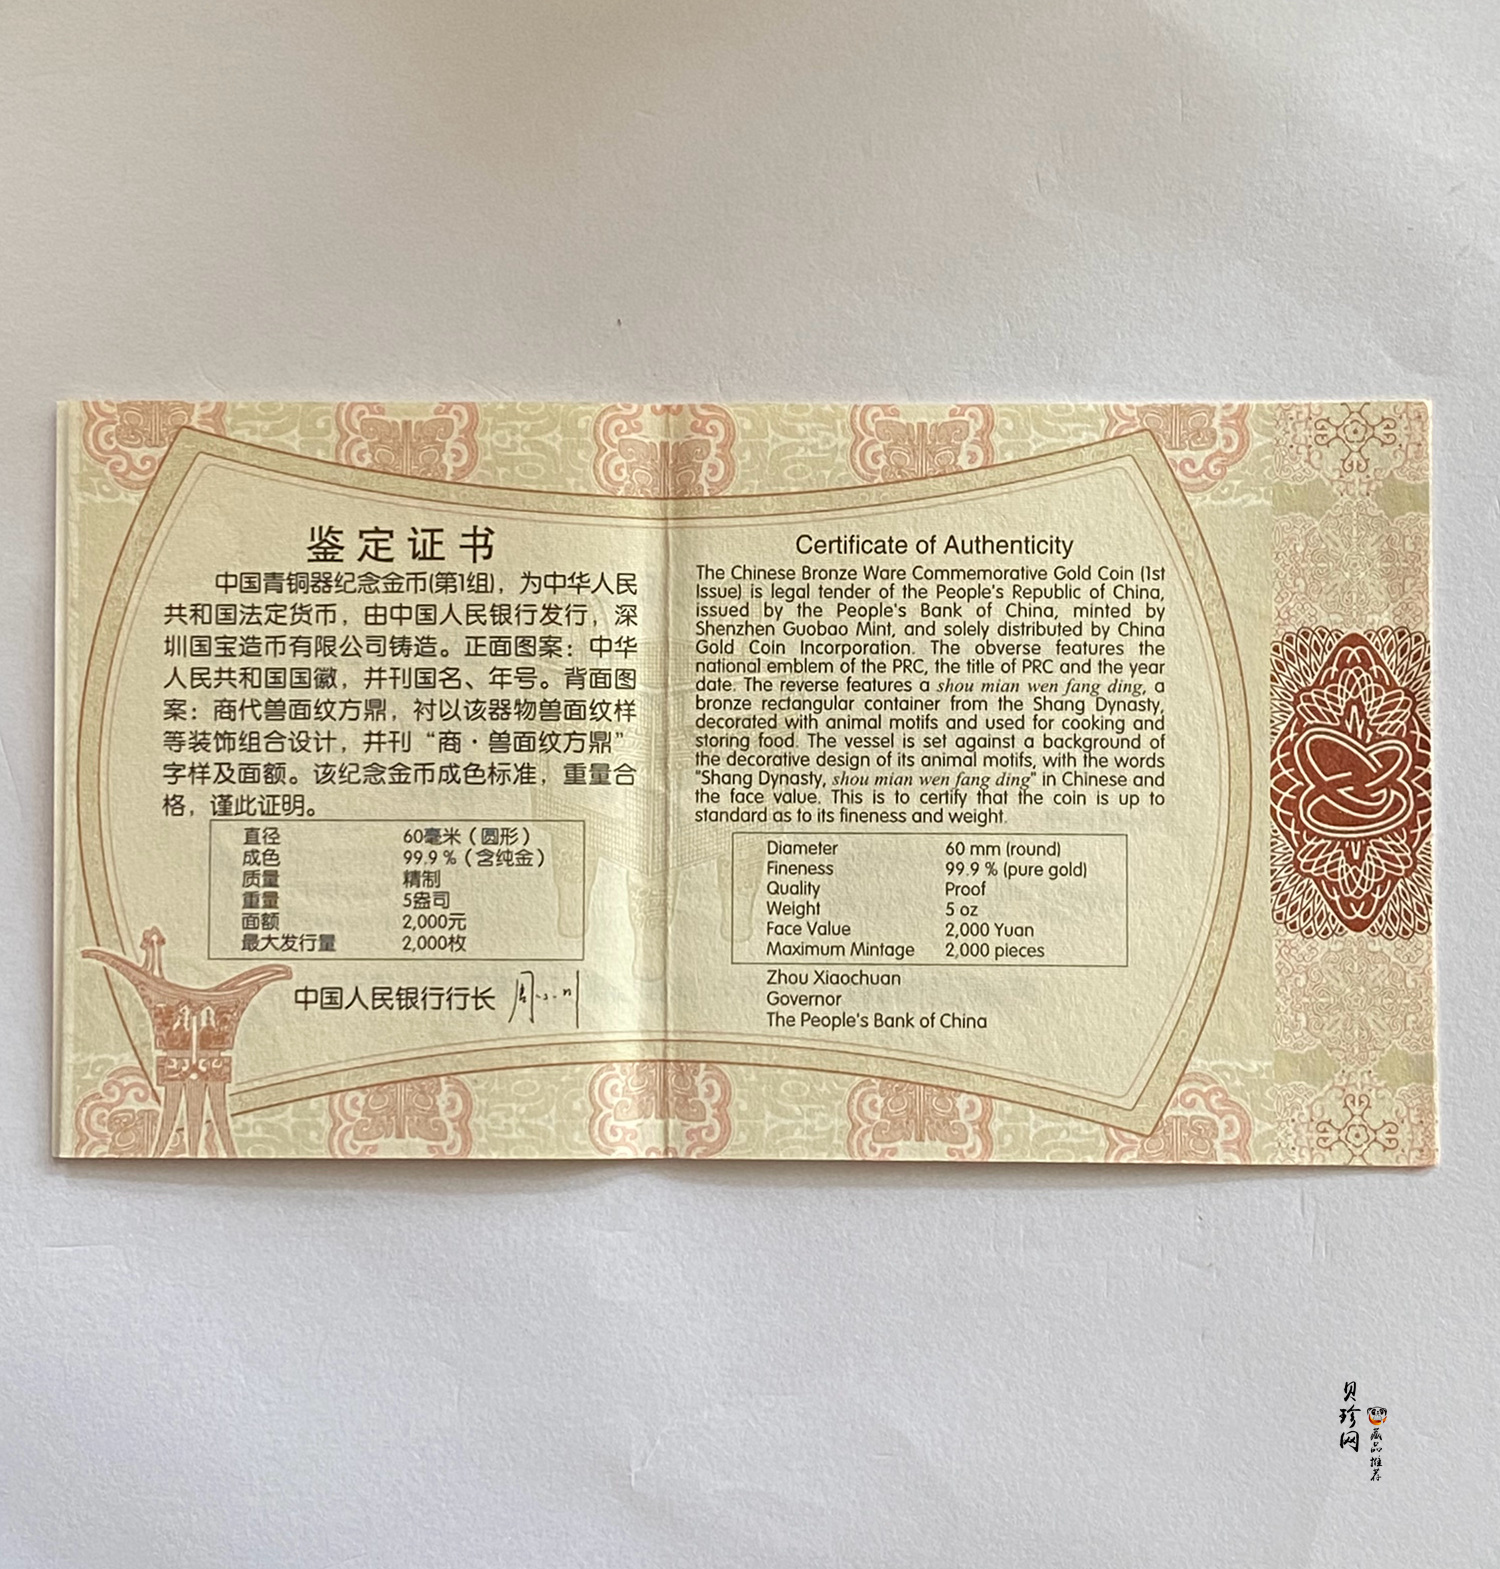 鉴定证书
中国青铜器纪念金币(第1组)，为中华人民
共和国法定货币，由中国人民银行发行，深
圳国宝造币有限公司铸造。正面图案：中华
人民共和国国徽，并刊国名、年号。背面图
案：商代兽面纹方鼎，衬以该器物兽面纹样
等装饰组合设计，并刊“商·兽面纹方鼎”
字样及面额。该纪念金币成色标准，重量合
格，谨此证明。
直径 60毫米（圆形）
成色 99.9％（含纯金）
质量 精制
重量 5盎司
面额 2,000元
最大发行量 2,000枚
中国人民银行行长 周小川
Certificate of Authenticity
The Chinese Bronze Ware Commemorative Gold Coin (1st
Issue) is legal tender of the People's Republic of China,
issued by the People's Bank of China, minted by
Shenzhen Guobao Mint, and solely distributed by China
Gold Coin Incorporation. The obverse features the
national emblem of the PRC, the title of PRC and the year
date. The reverse features a shou mian wen fang ding, a
bronze rectangular container from the Shang Dynasty,
decorated with animal motifs and used for cooking and
storing food. The vessel is set against a background of
the decorative design of its animal motifs, with the words
"Shang Dynasty, shou mian wen fang ding" in Chinese and
the face value. This is to certify that the coin is up to
standard as to its fineness and weight.
Diameter 60 mm (round)
Fineness 99.9 % (pure gold)
Quality Proof
Weight 5 oz
Face Value 2,000 Yuan
Maximum Mintage 2,000 pieces
Zhou Xiaochuan
Governor
The People's Bank of China
贝珍网
藏品推荐